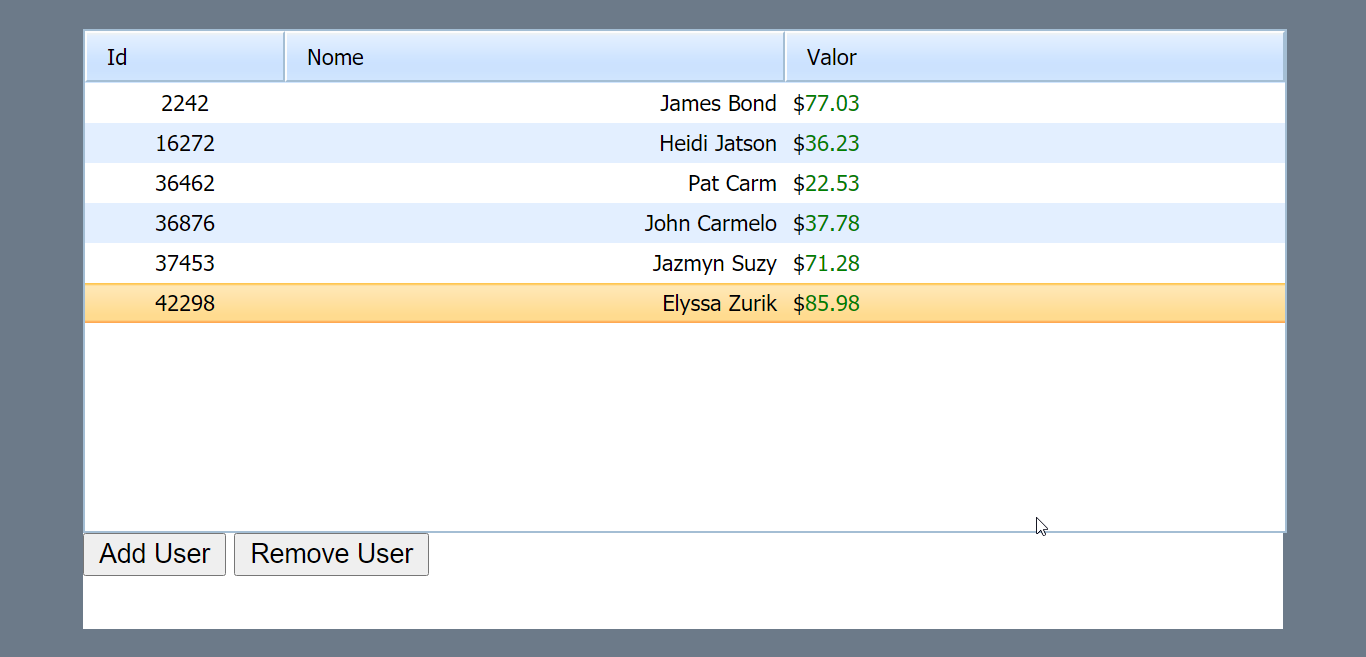 Id Nome Valor
2242 James Bond $77.03
16272 Heidi Jatson $36.23
36462 Pat Carm $22.53
36876 John Carmelo $37.78
37453 Jazmyn Suzy $71.28
42298 Elyssa Zurik $85.98
Add User Remove User